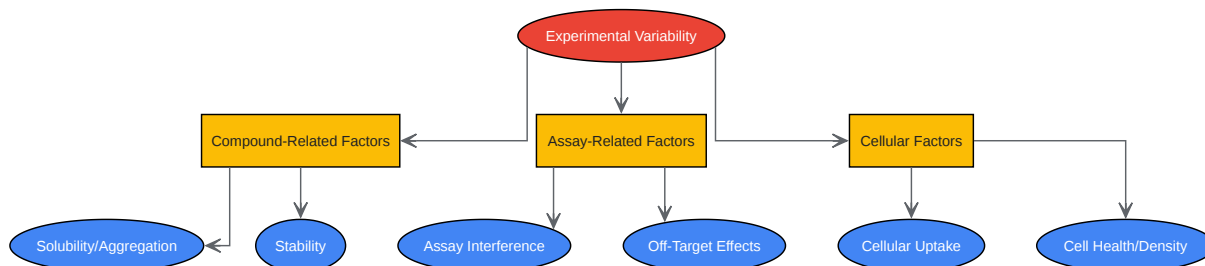 Experimental Variability
Compound-Related Factors
Assay-Related Factors
Cellular Factors
Solubility/Aggregation
Stability
Assay Interference
Off-Target Effects
Cellular Uptake
Cell Health/Density